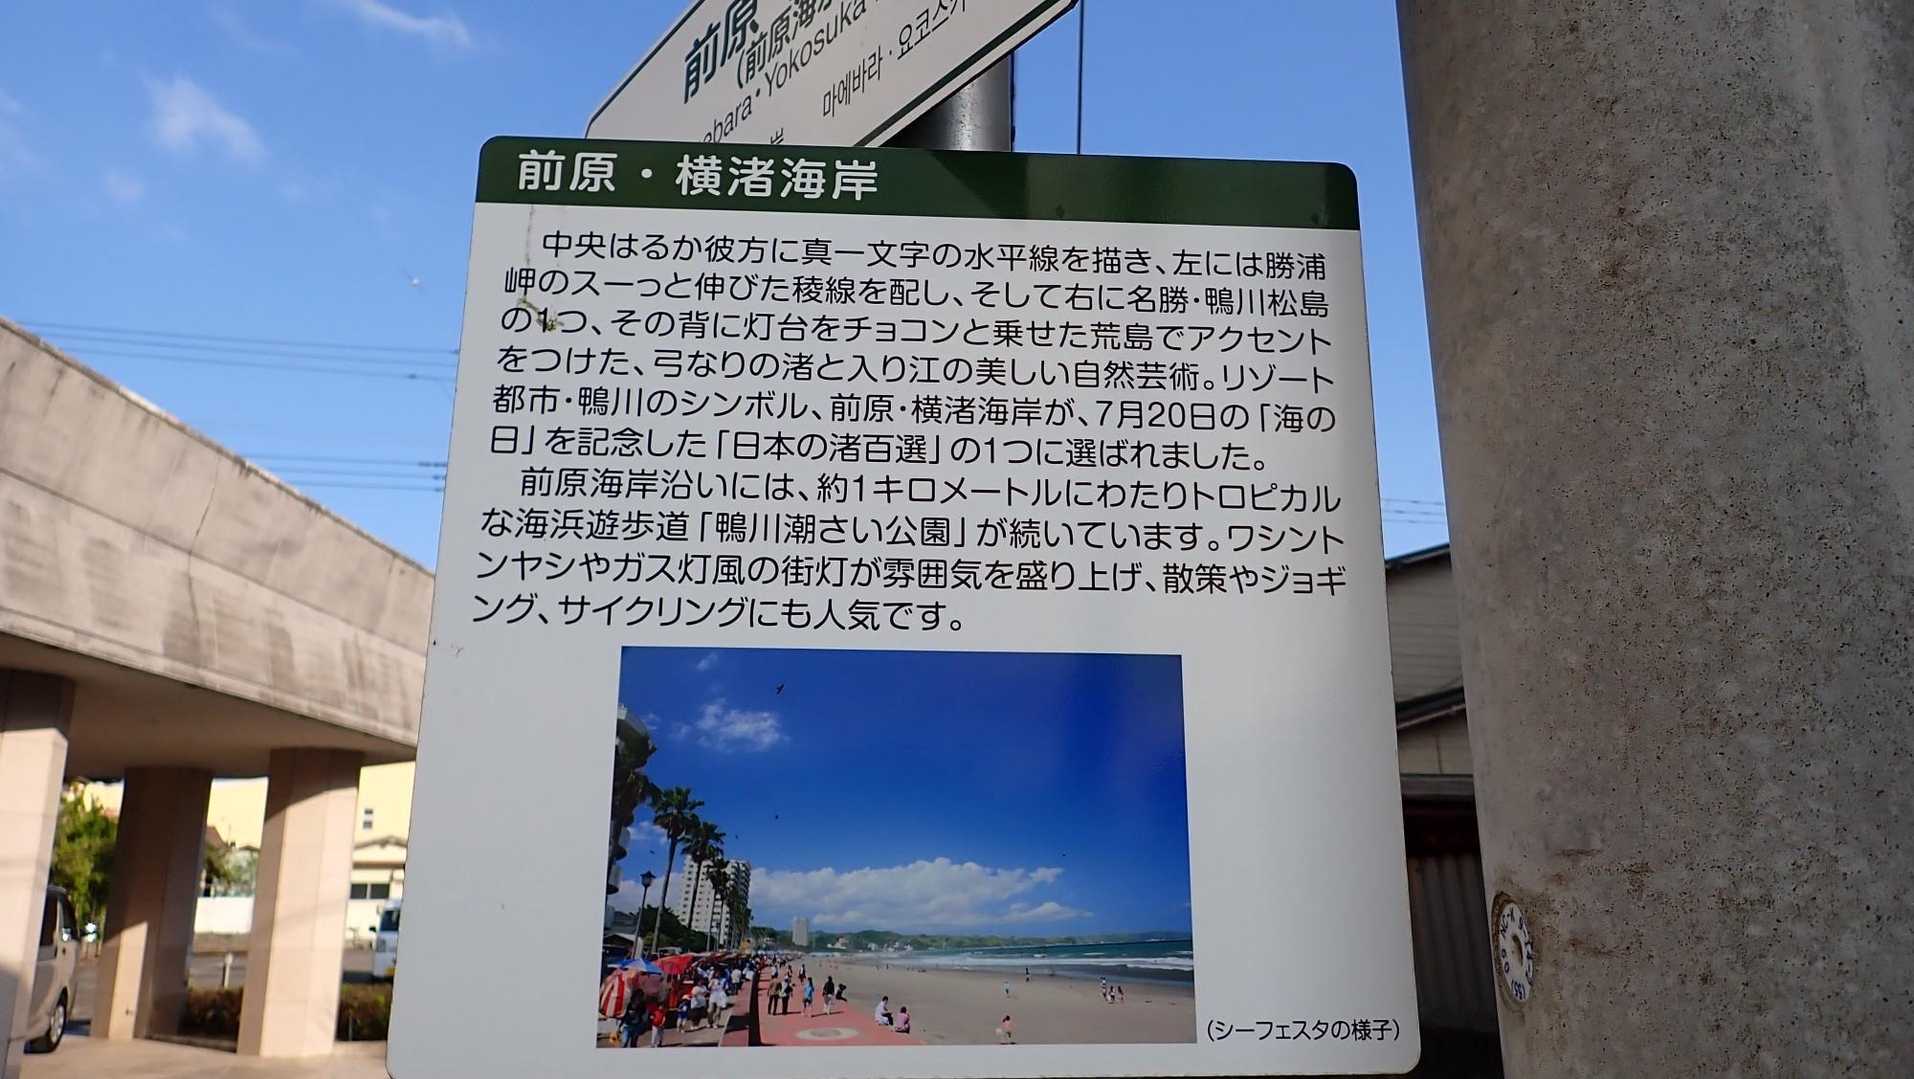 前原
(前原海
ebara・Yokosuka
마에바라・요코스카
岸
前原・横渚海岸
中央はるか彼方に真一文字の水平線を描き、左には勝浦
岬のスーっと伸びた稜線を配し、そして右に名勝・鴨川松島
の1つ、その背に灯台をチョコンと乗せた荒島でアクセント
をつけた、弓なりの渚と入り江の美しい自然芸術。リゾート
都市・鴨川のシンボル、前原・横渚海岸が、7月20日の「海の
日」を記念した「日本の渚百選」の1つに選ばれました。
前原海岸沿いには、約1キロメートルにわたりトロピカル
な海浜遊歩道「鴨川潮さい公園」が続いています。ワシント
ンヤシやガス灯風の街灯が雰囲気を盛り上げ、散策やジョギ
ング、サイクリングにも人気です。
(シーフェスタの様子)